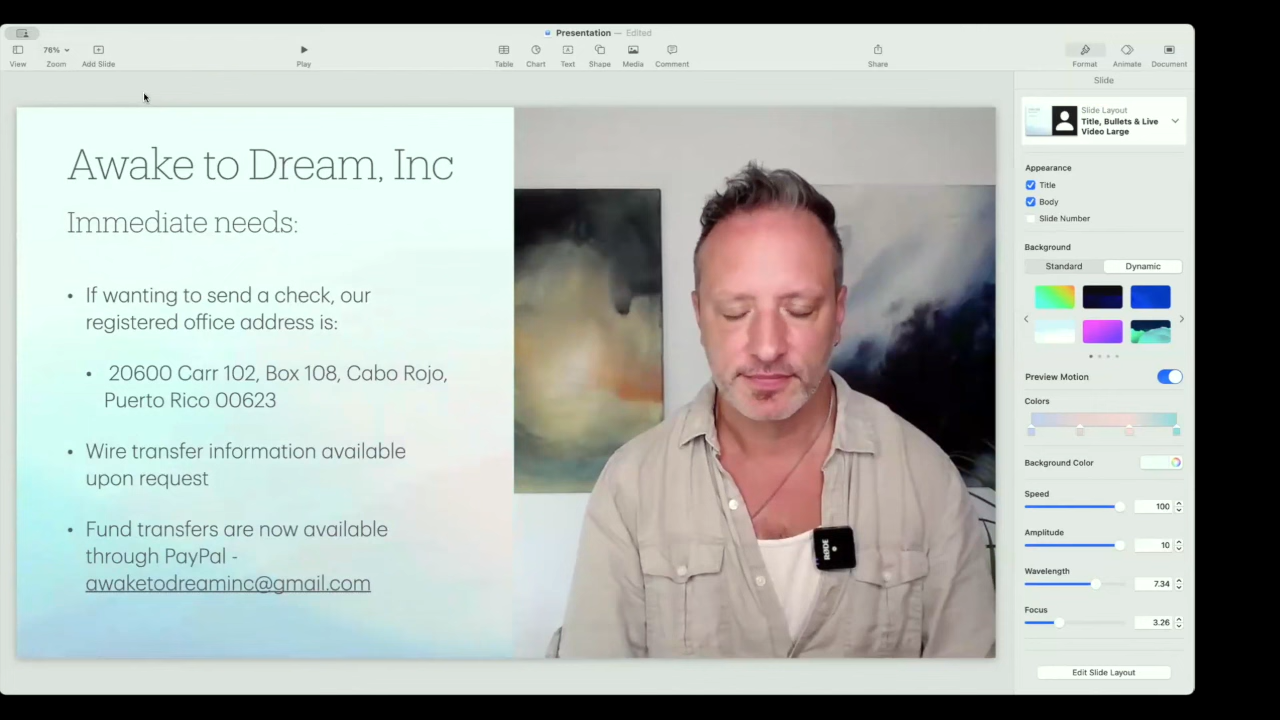 Presentation — Edited
View
76%
Zoom
Add Slide
Play
Table
Chart
Text
Shape
Media
Comment
Share
Format
Animate
Document
Awake to Dream, Inc
Immediate needs:
• If wanting to send a check, our
registered office address is:
• 20600 Carr 102, Box 108, Cabo Rojo,
Puerto Rico 00623
• Wire transfer information available
upon request
• Fund transfers are now available
through PayPal -
awaketodreaminc@gmail.com
RØDE
Slide
Slide Layout
Title, Bullets & Live
Video Large
Appearance
Title
Body
Slide Number
Background
Standard
Dynamic
Preview Motion
Colors
Background Color
Speed
100
Amplitude
10
Wavelength
7.34
Focus
3.26
Edit Slide Layout